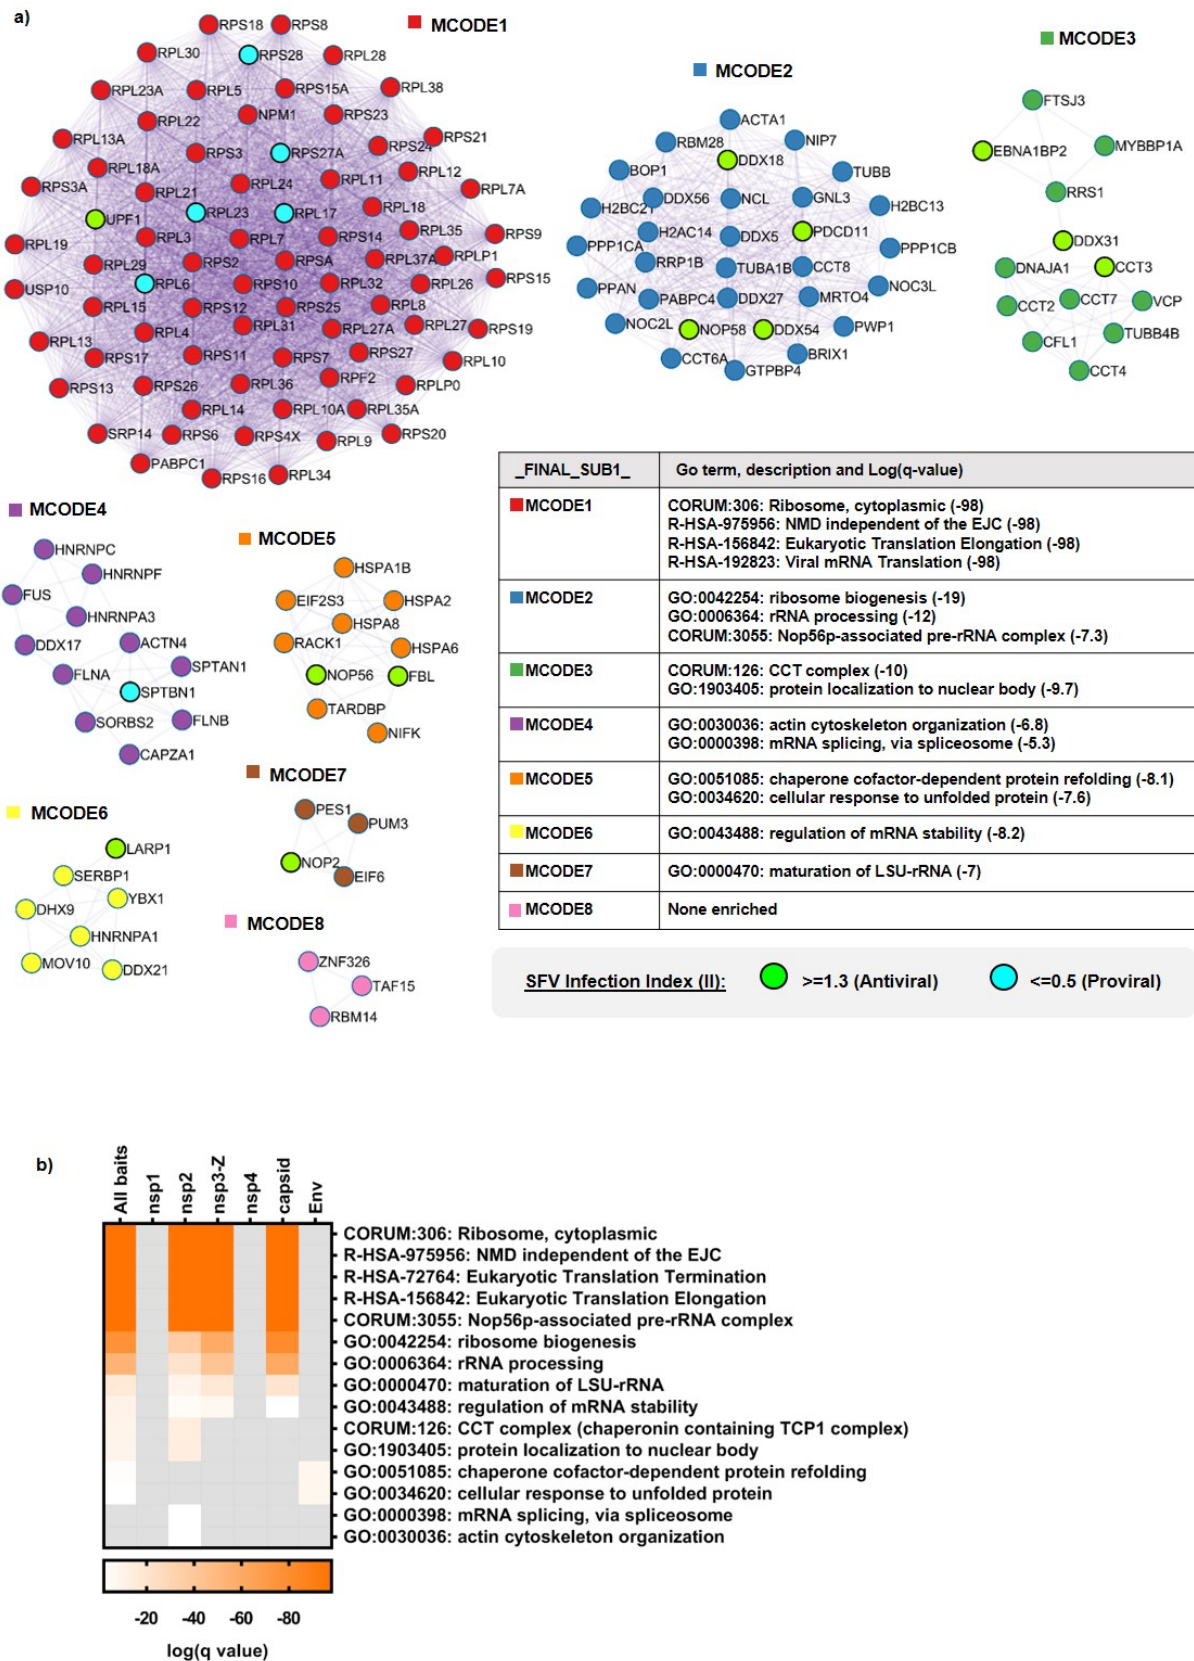 a)
MCODE1
RPS18
RPS8
RPL30
RPS28
RPL28
RPL23A
RPL5
RPS15A
RPL38
RPL22
NPM1
RPS23
RPL13A
RPS3
RPS27A
RPS24
RPS21
RPL18A
RPL24
RPL11
RPL12
RPS3A
RPL21
RPL7A
UPF1
RPL23
RPL17
RPL18
RPL19
RPL3
RPL7
RPS14
RPL35
RPS9
RPL29
RPS2
RPSA
RPL37A
RPLP1
USP10
RPL6
RPS10
RPL32
RPL26
RPS15
RPL15
RPS12
RPS25
RPL8
RPL13
RPL4
RPL31
RPL27A
RPL27
RPS19
RPS17
RPS11
RPS7
RPS27
RPL10
RPS13
RPS26
RPL36
RPF2
RPLP0
RPL14
RPL10A
RPL35A
SRP14
RPS6
RPS4X
RPL9
RPS20
PABPC1
RPS16
RPL34
MCODE2
ACTA1
RBM28
NIP7
DDX18
BOP1
TUBB
H2BC21
DDX56
NCL
GNL3
H2BC13
PPP1CA
H2AC14
DDX5
PDCD11
PPP1CB
RRP1B
TUBA1B
CCT8
PPAN
PABPC4
DDX27
MRTO4
NOC3L
NOC2L
NOP58
DDX54
PWP1
CCT6A
BRIX1
GTPBP4
MCODE3
FTSJ3
EBNA1BP2
MYBBP1A
RRS1
DDX31
DNAJA1
CCT3
CCT2
CCT7
VCP
CFL1
TUBB4B
CCT4
_FINAL_SUB1_ Go term, description and Log(q-value)
MCODE1 CORUM:306: Ribosome, cytoplasmic (-98)
R-HSA-975956: NMD independent of the EJC (-98)
R-HSA-156842: Eukaryotic Translation Elongation (-98)
R-HSA-192823: Viral mRNA Translation (-98)
MCODE2 GO:0042254: ribosome biogenesis (-19)
GO:0006364: rRNA processing (-12)
CORUM:3055: Nop56p-associated pre-rRNA complex (-7.3)
MCODE3 CORUM:126: CCT complex (-10)
GO:1903405: protein localization to nuclear body (-9.7)
MCODE4 GO:0030036: actin cytoskeleton organization (-6.8)
GO:0000398: mRNA splicing, via spliceosome (-5.3)
MCODE5 GO:0051085: chaperone cofactor-dependent protein refolding (-8.1)
GO:0034620: cellular response to unfolded protein (-7.6)
MCODE6 GO:0043488: regulation of mRNA stability (-8.2)
MCODE7 GO:0000470: maturation of LSU-rRNA (-7)
MCODE8 None enriched
SFV Infection Index (II): >=1.3 (Antiviral) <=0.5 (Proviral)
MCODE4
HNRNPC
HNRNPF
FUS
HNRNPA3
DDX17
ACTN4
FLNA
SPTAN1
SPTBN1
SORBS2
FLNB
CAPZA1
MCODE5
HSPA1B
EIF2S3
HSPA2
HSPA8
RACK1
HSPA6
NOP56
FBL
TARDBP
NIFK
MCODE6
LARP1
SERBP1
YBX1
DHX9
HNRNPA1
MOV10
DDX21
MCODE7
PES1
PUM3
NOP2
EIF6
MCODE8
ZNF326
TAF15
RBM14
b)
All baits
nsp1
nsp2
nsp3-Z
nsp4
capsid
Env
CORUM:306: Ribosome, cytoplasmic
R-HSA-975956: NMD independent of the EJC
R-HSA-72764: Eukaryotic Translation Termination
R-HSA-156842: Eukaryotic Translation Elongation
CORUM:3055: Nop56p-associated pre-rRNA complex
GO:0042254: ribosome biogenesis
GO:0006364: rRNA processing
GO:0000470: maturation of LSU-rRNA
GO:0043488: regulation of mRNA stability
CORUM:126: CCT complex (chaperonin containing TCP1 complex)
GO:1903405: protein localization to nuclear body
GO:0051085: chaperone cofactor-dependent protein refolding
GO:0034620: cellular response to unfolded protein
GO:0000398: mRNA splicing, via spliceosome
GO:0030036: actin cytoskeleton organization
-20 -40 -60 -80
log(q value)